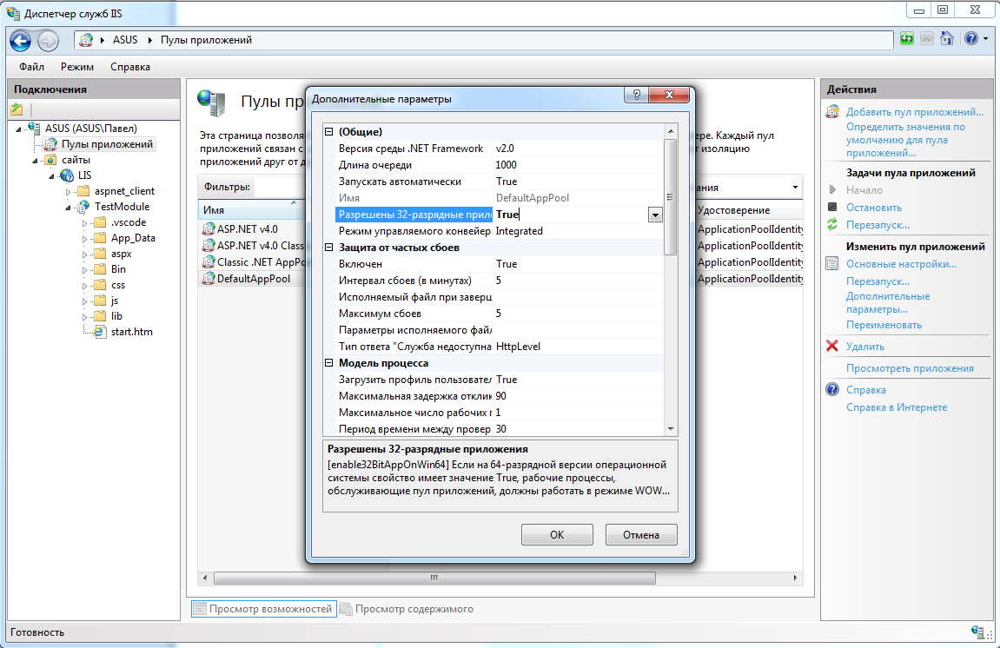 Диспетчер служб IIS
ASUS
Пулы приложений
Файл Режим Справка
Подключения
ASUS (ASUS\Павел)
Пулы приложений
сайты
LIS
aspnet_client
TestModule
.vscode
App_Data
aspx
Bin
css
js
lib
start.htm
Пулы пр
Эта страница позволя
ере. Каждый пул
приложений связан с
т изоляцию
приложений друг от д
Фильтры:
ания
Имя
Удостоверение
ASP.NET v4.0
ApplicationPoolIdentity
ASP.NET v4.0 Class
ApplicationPoolIdentity
Classic .NET AppPo
ApplicationPoolIdentity
DefaultAppPool
ApplicationPoolIdentity
Дополнительные параметры
(Общие)
Версия среды .NET Framework v2.0
Длина очереди 1000
Запускать автоматически True
Имя DefaultAppPool
Разрешены 32-разрядные прил True
Режим управляемого конвейер Integrated
Защита от частых сбоев
Включен True
Интервал сбоев (в минутах) 5
Исполняемый файл при заверш
Максимум сбоев 5
Параметры исполняемого файл
Тип ответа "Служба недоступна HttpLevel
Модель процесса
Загрузить профиль пользовател True
Максимальная задержка отклик 90
Максимальное число рабочих п 1
Период времени между провер 30
Разрешены 32-разрядные приложения
[enable32BitAppOnWin64] Если на 64-разрядной версии операционной
системы свойство имеет значение True, рабочие процессы,
обслуживающие пул приложений, должны работать в режиме WOW...
OK
Отмена
Просмотр возможностей
Просмотр содержимого
Действия
Добавить пул приложений...
Определить значения по
умолчанию для пула
приложений...
Задачи пула приложений
Начало
Остановить
Перезапуск...
Изменить пул приложений
Основные настройки...
Перезапуск...
Дополнительные
параметры...
Переименовать
Удалить
Просмотреть приложения
Справка
Справка в Интернете
Готовность